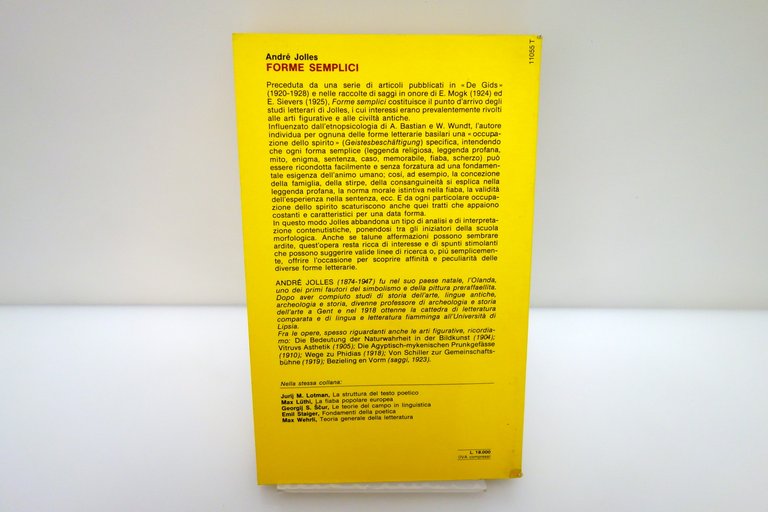 11055 T
André Jolles
FORME SEMPLICI
Preceduta da una serie di articoli pubblicati in «De Gids»
(1920-1928) e nelle raccolte di saggi in onore di E. Mogk (1924) ed
E. Sievers (1925), Forme semplici costituisce il punto d'arrivo degli
studi letterari di Jolles, i cui interessi erano prevalentemente rivolti
alle arti figurative e alle civiltà antiche.
Influenzato dall'etnopsicologia di A. Bastian e W. Wundt, l'autore
individua per ognuna delle forme letterarie basilari una «occupa-
zione dello spirito» (Geistesbeschäftigung) specifica, intendendo
che ogni forma semplice (leggenda religiosa, leggenda profana,
mito, enigma, sentenza, caso, memorabile, fiaba, scherzo) può
essere ricondotta facilmente e senza forzatura ad una fondamen-
tale esigenza dell'animo umano; così, ad esempio, la concezione
della famiglia, della stirpe, della consanguineità si esplica nella
leggenda profana, la norma morale istintiva nella fiaba, la validità
dell'esperienza nella sentenza, ecc. E da ogni particolare occupa-
zione dello spirito scaturiscono anche quei tratti che appaiono
costanti e caratteristici per una data forma.
In questo modo Jolles abbandona un tipo di analisi e di interpreta-
zione contenutistiche, ponendosi tra gli iniziatori della scuola
morfologica. Anche se talune affermazioni possono sembrare
ardite, quest'opera resta ricca di interesse e di spunti stimolanti
che possono suggerire valide linee di ricerca o, più semplicemen-
te, offrire l'occasione per scoprire affinità e peculiarità delle
diverse forme letterarie.
ANDRÉ JOLLES (1874-1947) fu nel suo paese natale, l'Olanda,
uno dei primi fautori del simbolismo e della pittura preraffaellita.
Dopo aver compiuto studi di storia dell'arte, lingue antiche,
archeologia e storia, divenne professore di archeologia e storia
dell'arte a Gent e nel 1918 ottenne la cattedra di letteratura
comparata e di lingua e letteratura fiamminga all'Università di
Lipsia.
Fra le opere, spesso riguardanti anche le arti figurative, ricordia-
mo: Die Bedeutung der Naturwahrheit in der Bildkunst (1904);
Vitruvs Ästhetik (1905); Die Ägyptisch-mykenischen Prunkgefässe
(1910); Wege zu Phidias (1918); Von Schiller zur Gemeinschafts-
bühne (1919); Bezieling en Vorm (saggi, 1923).
Nella stessa collana:
Jurij M. Lotman, La struttura del testo poetico
Max Lüthi, La fiaba popolare europea
Georgij S. Ščur, Le teorie del campo in linguistica
Emil Staiger, Fondamenti della poetica
Max Wehrli, Teoria generale della letteratura
L. 18.000
(IVA compresa)